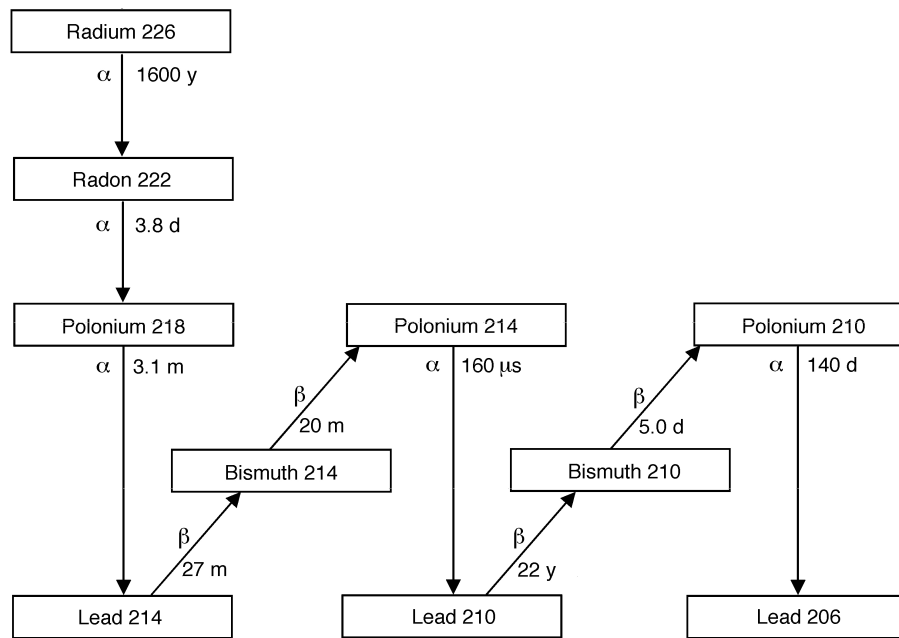 Radium 226
α 1600 y
Radon 222
α 3.8 d
Polonium 218 Polonium 214 Polonium 210
α 3.1 m α 160 μs α 140 d
β β
20 m 5.0 d
Bismuth 214 Bismuth 210
β β
27 m 22 y
Lead 214 Lead 210 Lead 206